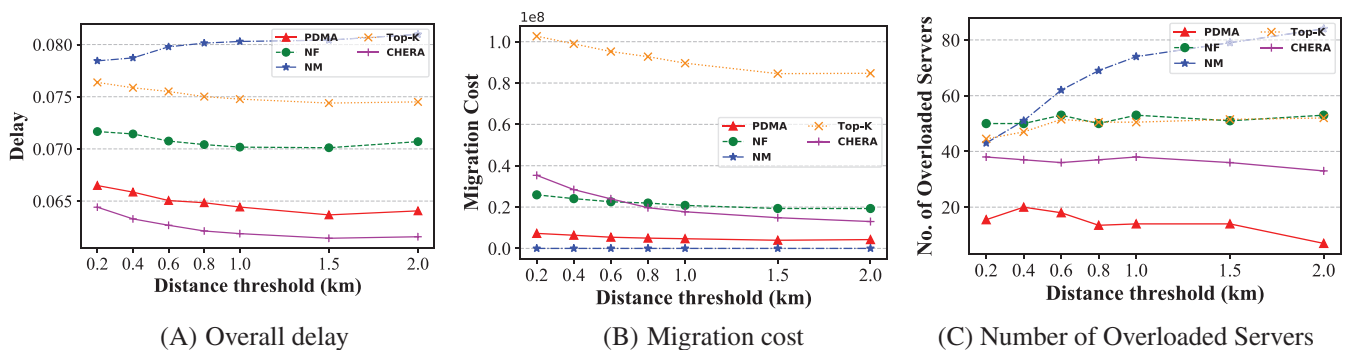 0.080
0.075
0.070
0.065
Delay
PDMA
NF
NM
Top-K
CHERA
0.2 0.4 0.6 0.8 1.0 1.5 2.0
Distance threshold (km)
(A) Overall delay
1e8
1.0
0.8
0.6
0.4
0.2
0.0
Migration Cost
PDMA
NF
NM
Top-K
CHERA
0.2 0.4 0.6 0.8 1.0 1.5 2.0
Distance threshold (km)
(B) Migration cost
80
60
40
20
No. of Overloaded Servers
PDMA
NF
NM
Top-K
CHERA
0.2 0.4 0.6 0.8 1.0 1.5 2.0
Distance threshold (km)
(C) Number of Overloaded Servers